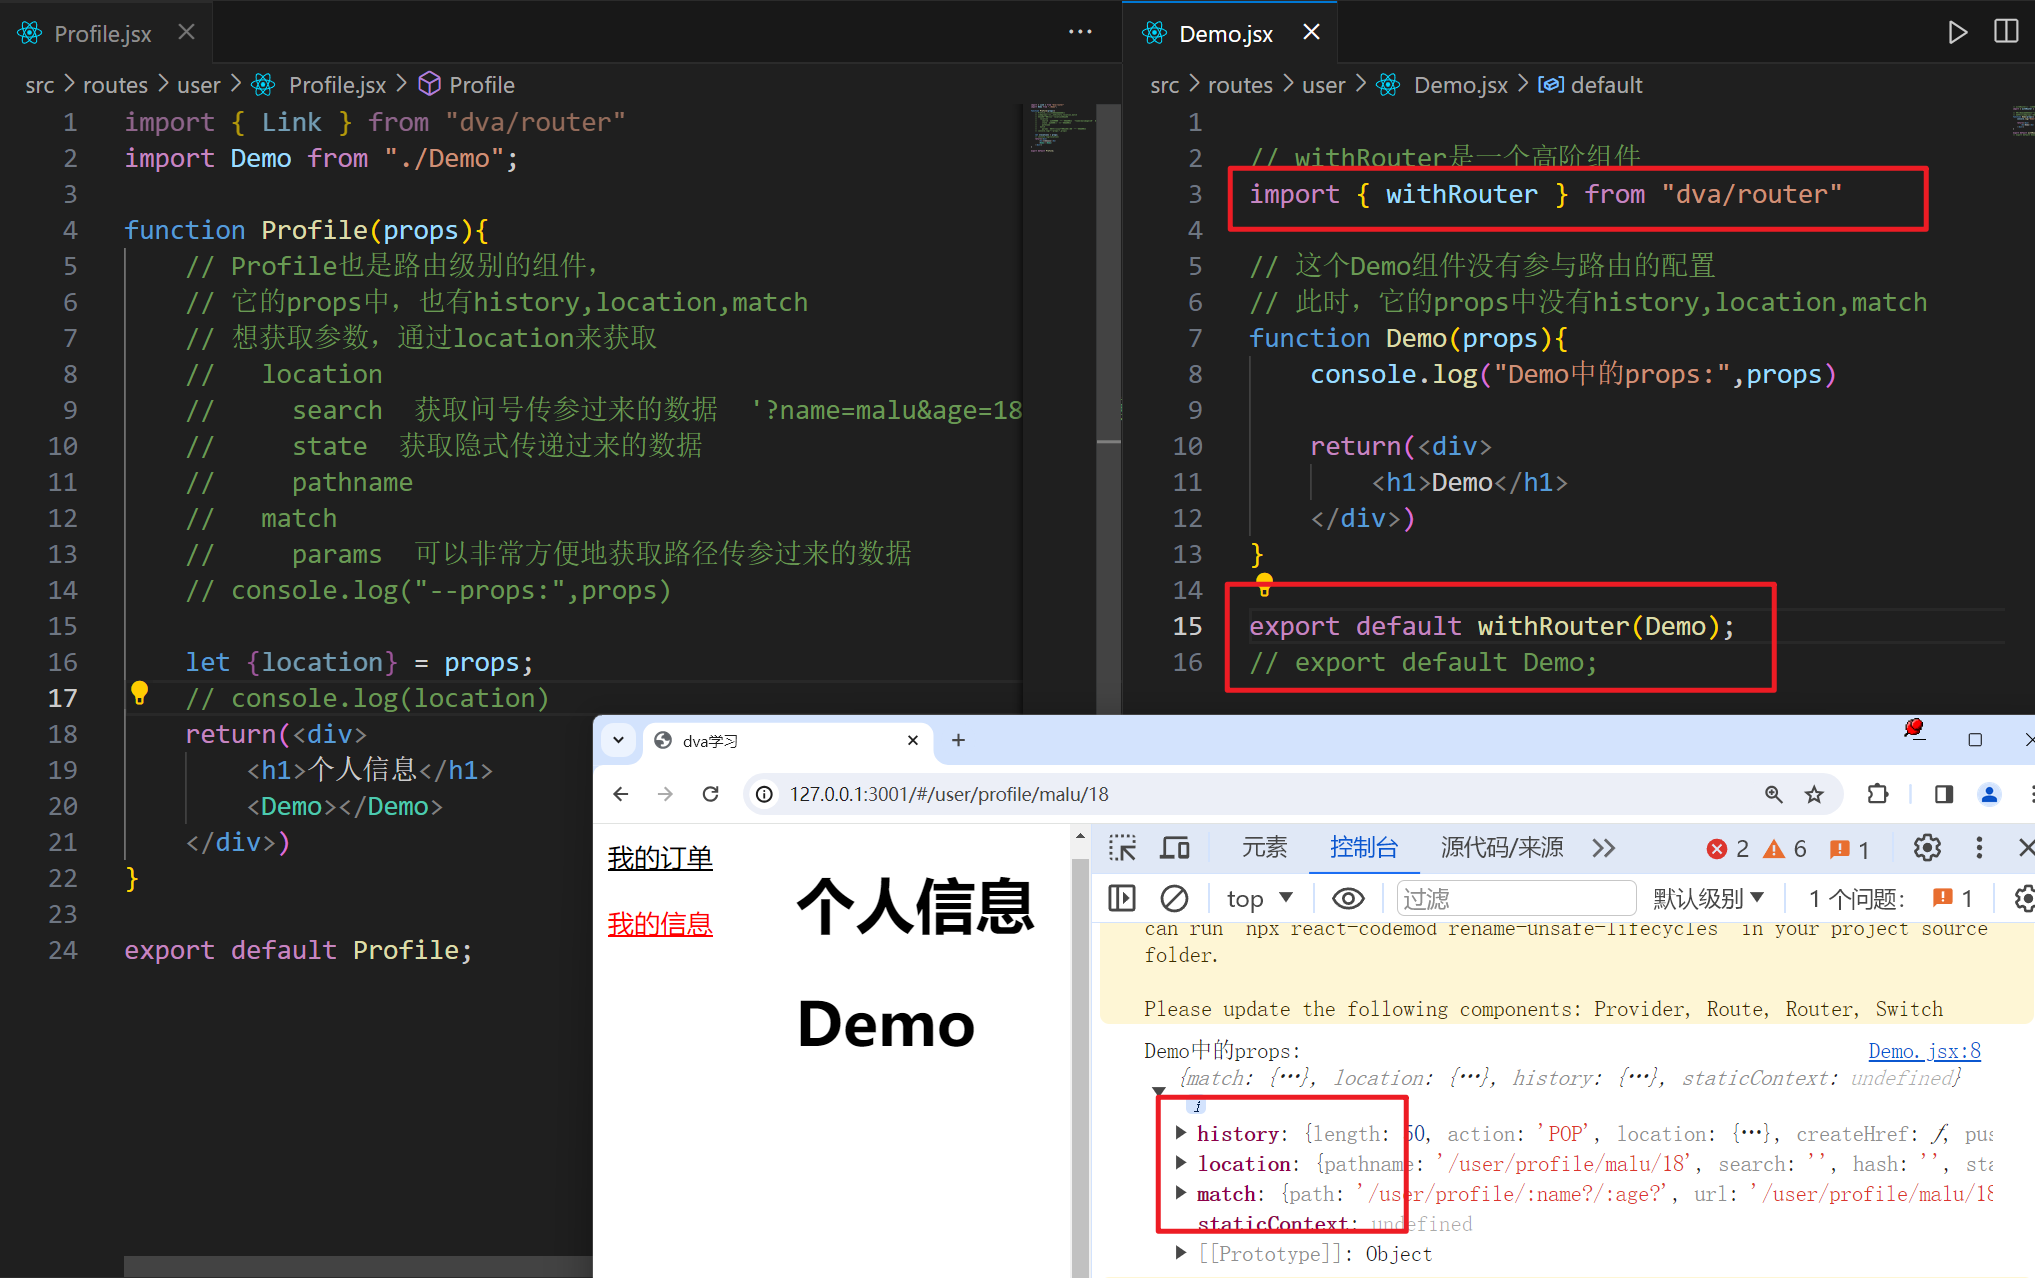 Profile.jsx
src > routes > user > Profile.jsx > Profile
1 import { Link } from "dva/router"
2 import Demo from "./Demo";
3
4 function Profile(props){
5 // Profile也是路由级别的组件，
6 // 它的props中，也有history,location,match
7 // 想获取参数，通过location来获取
8 // location
9 // search 获取问号传参过来的数据 '?name=malu&age=18
10 // state 获取隐式传递过来的数据
11 // pathname
12 // match
13 // params 可以非常方便地获取路径传参过来的数据
14 // console.log("--props:",props)
15
16 let {location} = props;
17 // console.log(location)
18 return(<div>
19 <h1>个人信息</h1>
20 <Demo></Demo>
21 </div>)
22 }
23
24 export default Profile;
Demo.jsx
src > routes > user > Demo.jsx > default
1
2 // withRouter是一个高阶组件
3 import { withRouter } from "dva/router"
4
5 // 这个Demo组件没有参与路由的配置
6 // 此时，它的props中没有history,location,match
7 function Demo(props){
8 console.log("Demo中的props:",props)
9
10 return(<div>
11 <h1>Demo</h1>
12 </div>)
13 }
14
15 export default withRouter(Demo);
16 // export default Demo;
dva学习
127.0.0.1:3001/#/user/profile/malu/18
我的订单
我的信息
个人信息
Demo
元素 控制台 源代码/来源 2 6 1
top 过滤 默认级别 1 个问题： 1
can run npx react-codemod rename-unsafe-lifecycles in your project source
folder.
Please update the following components: Provider, Route, Router, Switch
Demo中的props: Demo.jsx:8
{match: {…}, location: {…}, history: {…}, staticContext: undefined}
i
history: {length: 50, action: 'POP', location: {…}, createHref: ƒ, pus
location: {pathname: '/user/profile/malu/18', search: '', hash: '', sta
match: {path: '/user/profile/:name?/:age?', url: '/user/profile/malu/18
staticContext: undefined
[[Prototype]]: Object